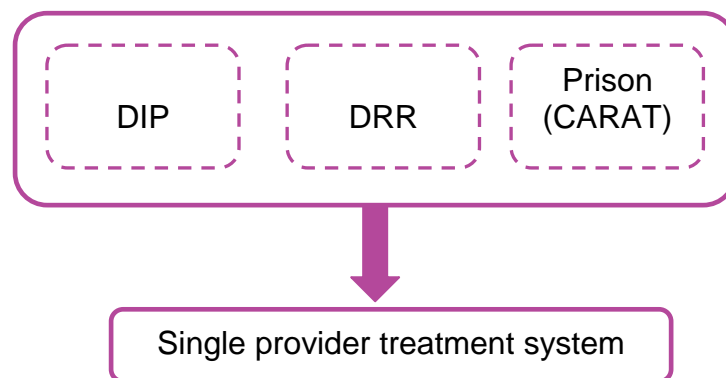 DIP
DRR
Prison
(CARAT)
Single provider treatment system